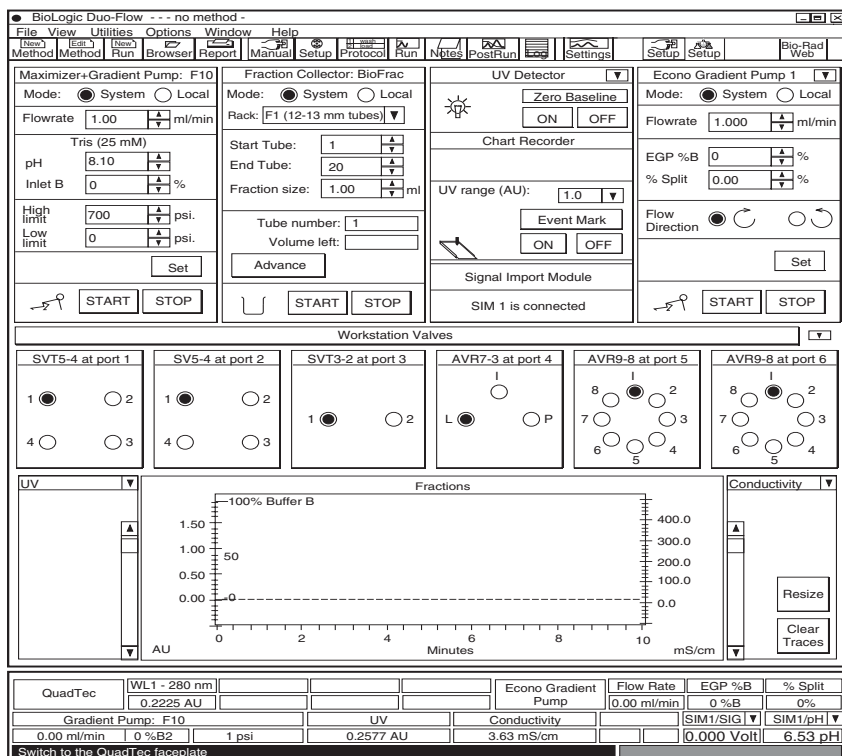 BioLogic Duo-Flow - - - no method -
File View Utilities Options Window Help
New Method
Edit Method
New Run
Browser
Report
Manual
Setup
wash load Protocol
Run
Notes
PostRun
Log
Settings
Setup
Setup
Bio-Rad Web
Maximizer+Gradient Pump: F10
Mode: System Local
Flowrate 1.00 ml/min
Tris (25 mM)
pH 8.10
Inlet B 0 %
High limit 700 psi.
Low limit 0 psi.
Set
START STOP
Fraction Collector: BioFrac
Mode: System Local
Rack: F1 (12-13 mm tubes)
Start Tube: 1
End Tube: 20
Fraction size: 1.00 ml
Tube number: 1
Volume left:
Advance
START STOP
UV Detector
Zero Baseline
ON OFF
Chart Recorder
UV range (AU): 1.0
Event Mark
ON OFF
Signal Import Module
SIM 1 is connected
Econo Gradient Pump 1
Mode: System Local
Flowrate 1.000 ml/min
EGP %B 0 %
% Split 0.00 %
Flow Direction
Set
START STOP
Workstation Valves
SVT5-4 at port 1
1 2
4 3
SV5-4 at port 2
1 2
4 3
SVT3-2 at port 3
1 2
AVR7-3 at port 4
I
L P
AVR9-8 at port 5
I
8 2
7 3
6 4
5
AVR9-8 at port 6
I
8 2
7 3
6 4
5
UV
Fractions
Conductivity
100% Buffer B
1.50 400.0
1.00 50 300.0
0.50 200.0
100.0
0.00 0 0.0
0 2 4 6 8 10
AU Minutes mS/cm
Resize
Clear Traces
QuadTec
WL1 - 280 nm
0.2225 AU
Econo Gradient Pump
Flow Rate EGP %B % Split
0.00 ml/min 0 %B 0%
Gradient Pump: F10 UV Conductivity SIM1/SIG SIM1/pH
0.00 ml/min 0 %B2 1 psi 0.2577 AU 3.63 mS/cm 0.000 Volt 6.53 pH
Switch to the QuadTec faceplate